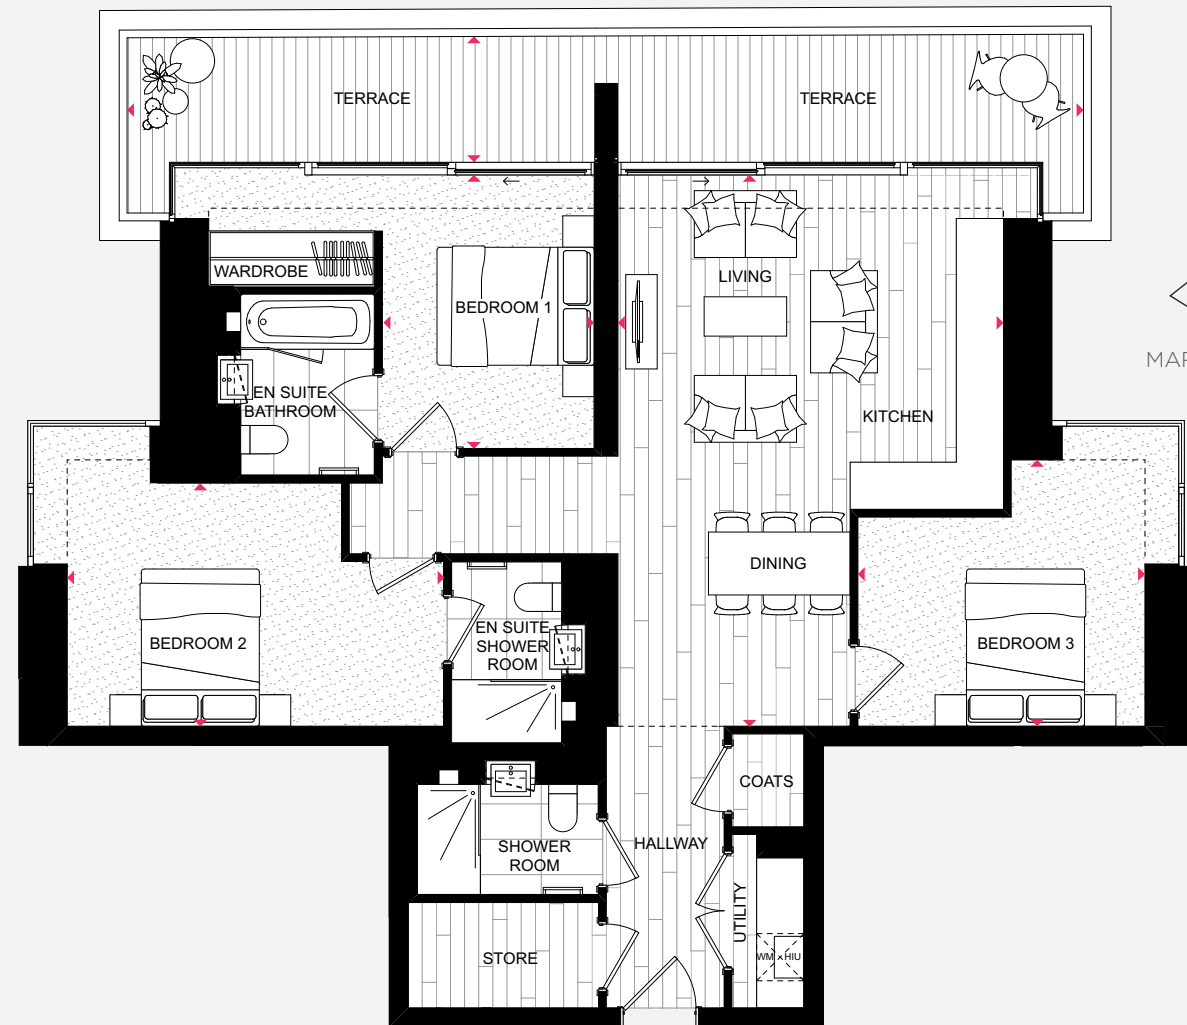 TERRACE
TERRACE
WARDROBE
LIVING
BEDROOM 1
EN SUITE
BATHROOM
KITCHEN
DINING
BEDROOM 2
EN SUITE
SHOWER
ROOM
BEDROOM 3
COATS
HALLWAY
SHOWER
ROOM
UTILITY
STORE
WM
HIU